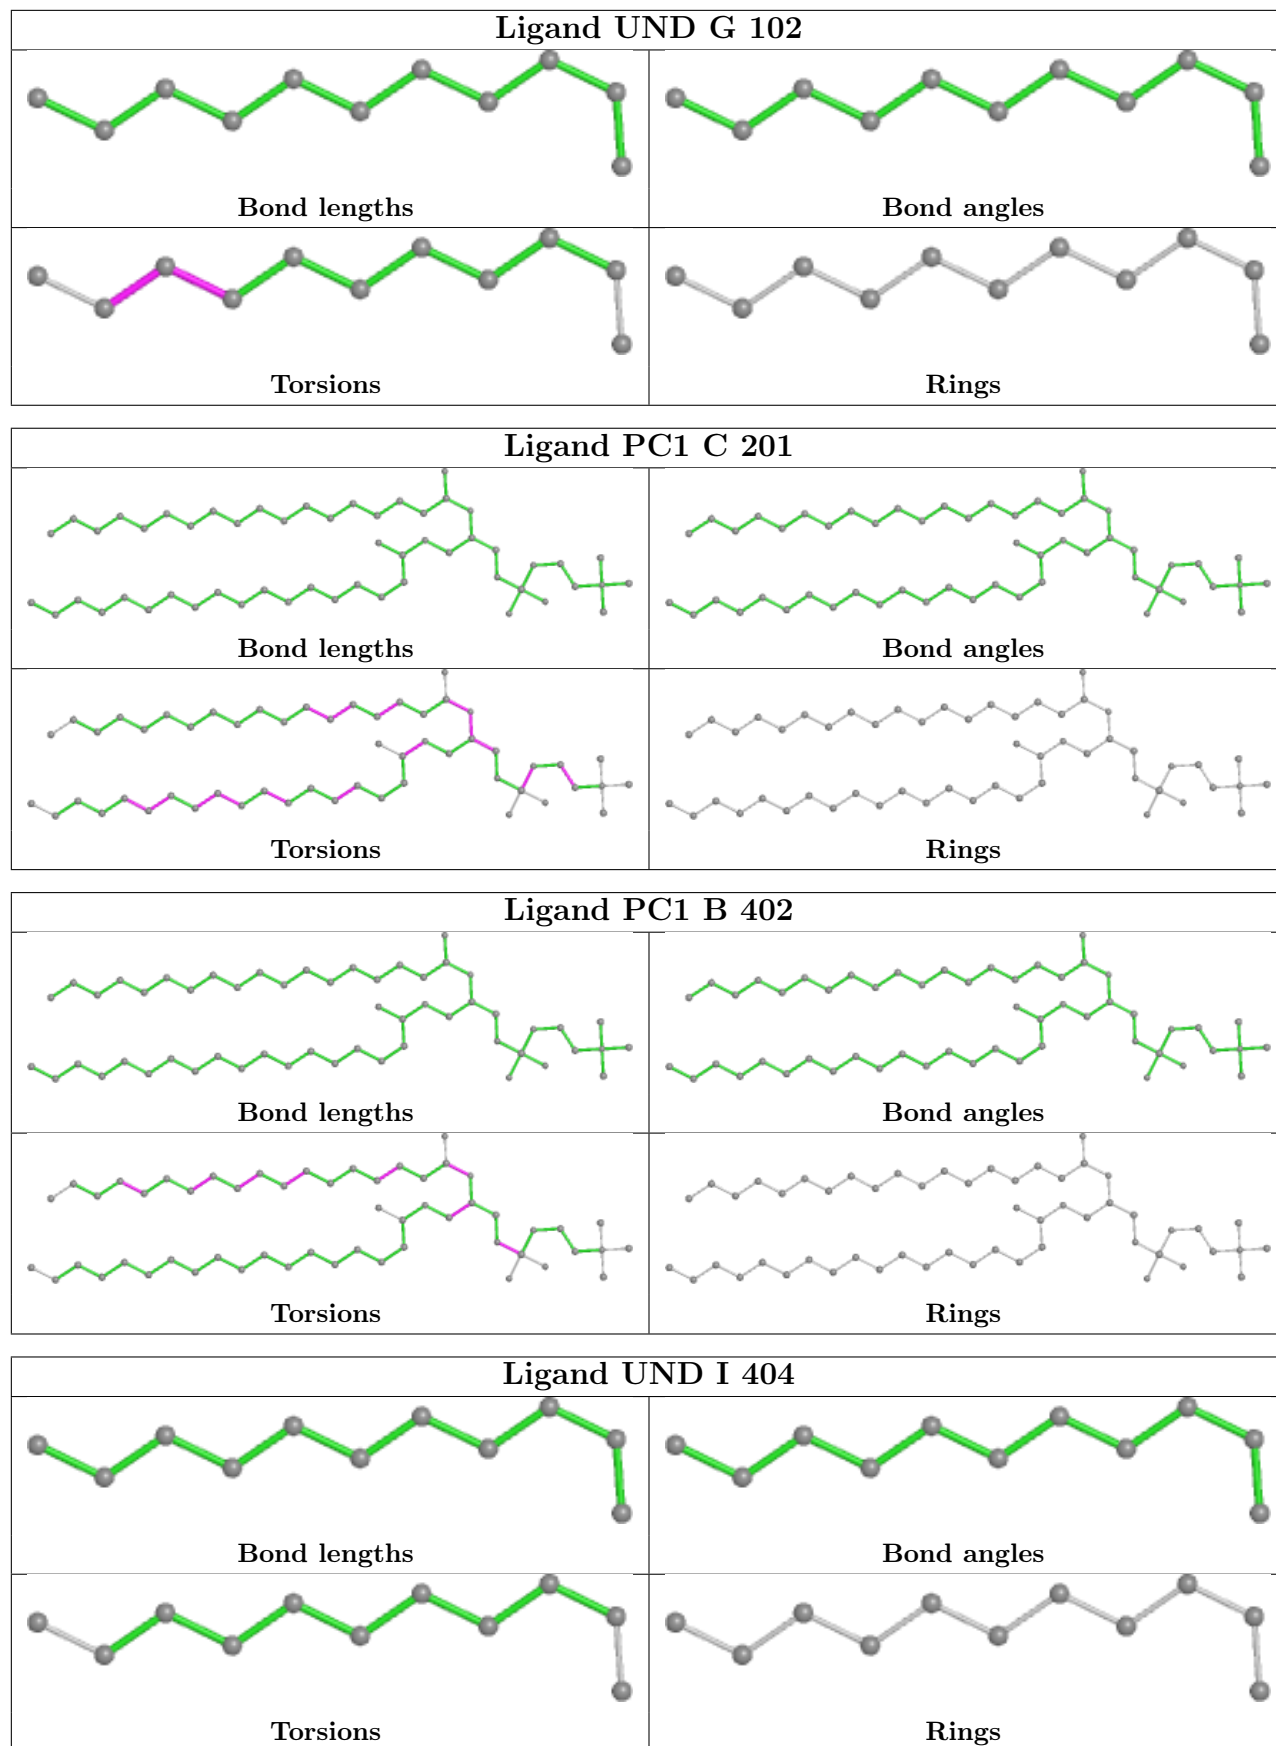 Ligand UND G 102
Bond lengths
Bond angles
Torsions
Rings
Ligand PC1 C 201
Bond lengths
Bond angles
Torsions
Rings
Ligand PC1 B 402
Bond lengths
Bond angles
Torsions
Rings
Ligand UND I 404
Bond lengths
Bond angles
Torsions
Rings